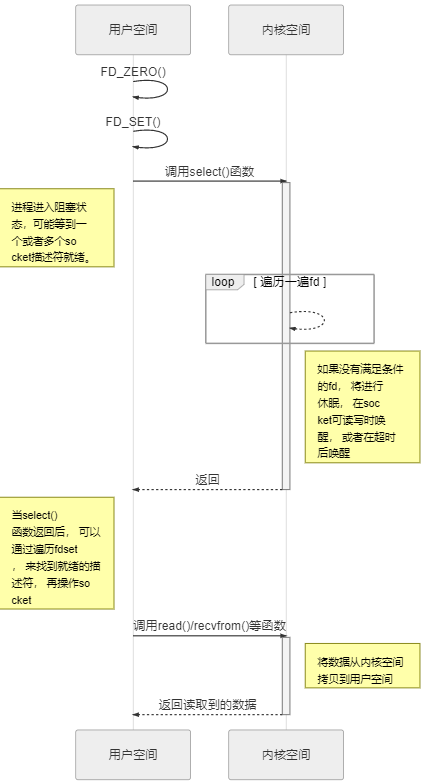 用户空间
内核空间
FD_ZERO()
FD_SET()
调用select()函数
进程进入阻塞状
态，可能等到一
个或者多个so
cket描述符就绪。
loop
[ 遍历一遍fd ]
如果没有满足条件
的fd， 将进行
休眠， 在soc
ket可读写时唤
醒， 或者在超时
后唤醒
返回
当select()
函数返回后， 可以
通过遍历fdset
， 来找到就绪的描
述符， 再操作so
cket
调用read()/recvfrom()等函数
将数据从内核空间
拷贝到用户空间
返回读取到的数据
用户空间
内核空间